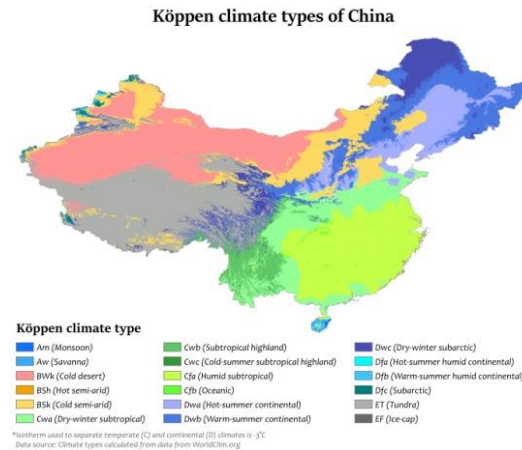 Köppen climate types of China
Köppen climate type
Am (Monsoon)
Aw (Savanna)
BWk (Cold desert)
BSh (Hot semi-arid)
BSk (Cold semi-arid)
Cwa (Dry-winter subtropical)
Cwb (Subtropical highland)
Cwc (Cold-summer subtropical highland)
Cfa (Humid subtropical)
Cfb (Oceanic)
Dwa (Hot-summer continental)
Dwb (Warm-summer continental)
Dwc (Dry-winter subarctic)
Dfa (Hot-summer humid continental)
Dfb (Warm-summer humid continental)
Dfc (Subarctic)
ET (Tundra)
EF (Ice-cap)
*Isotherm used to separate temperate (C) and continental (D) climates is -3°C
Data source: Climate types calculated from data from WorldClim.org